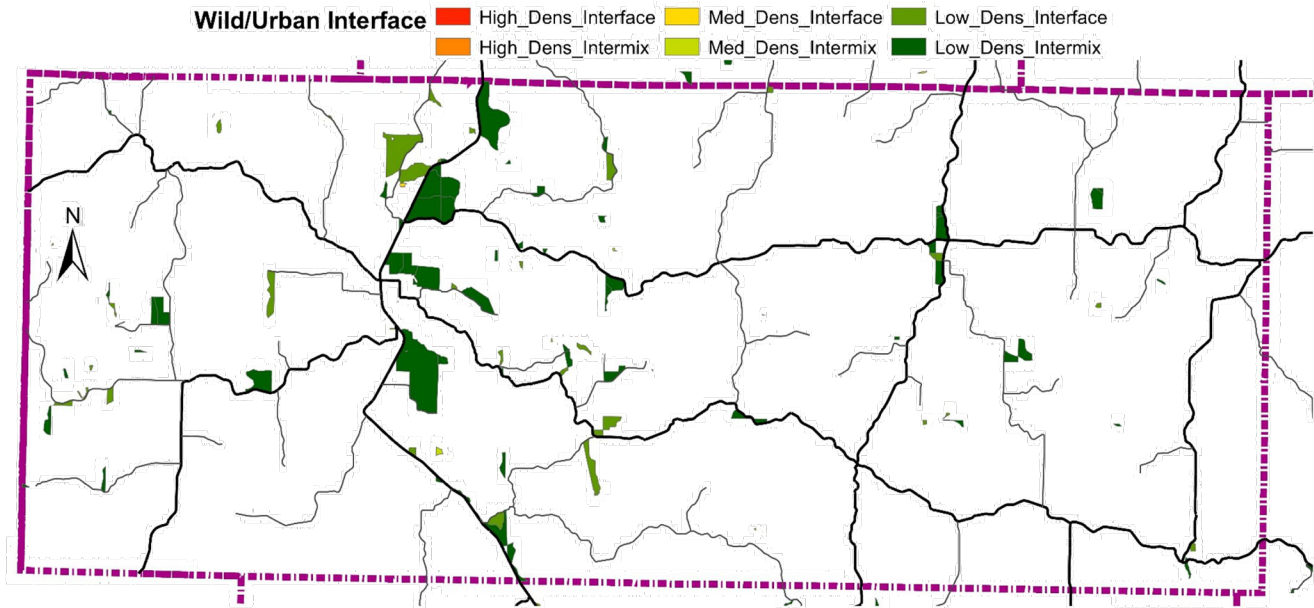 Wild/Urban Interface
High_Dens_Interface
Med_Dens_Interface
Low_Dens_Interface
High_Dens_Intermix
Med_Dens_Intermix
Low_Dens_Intermix
N